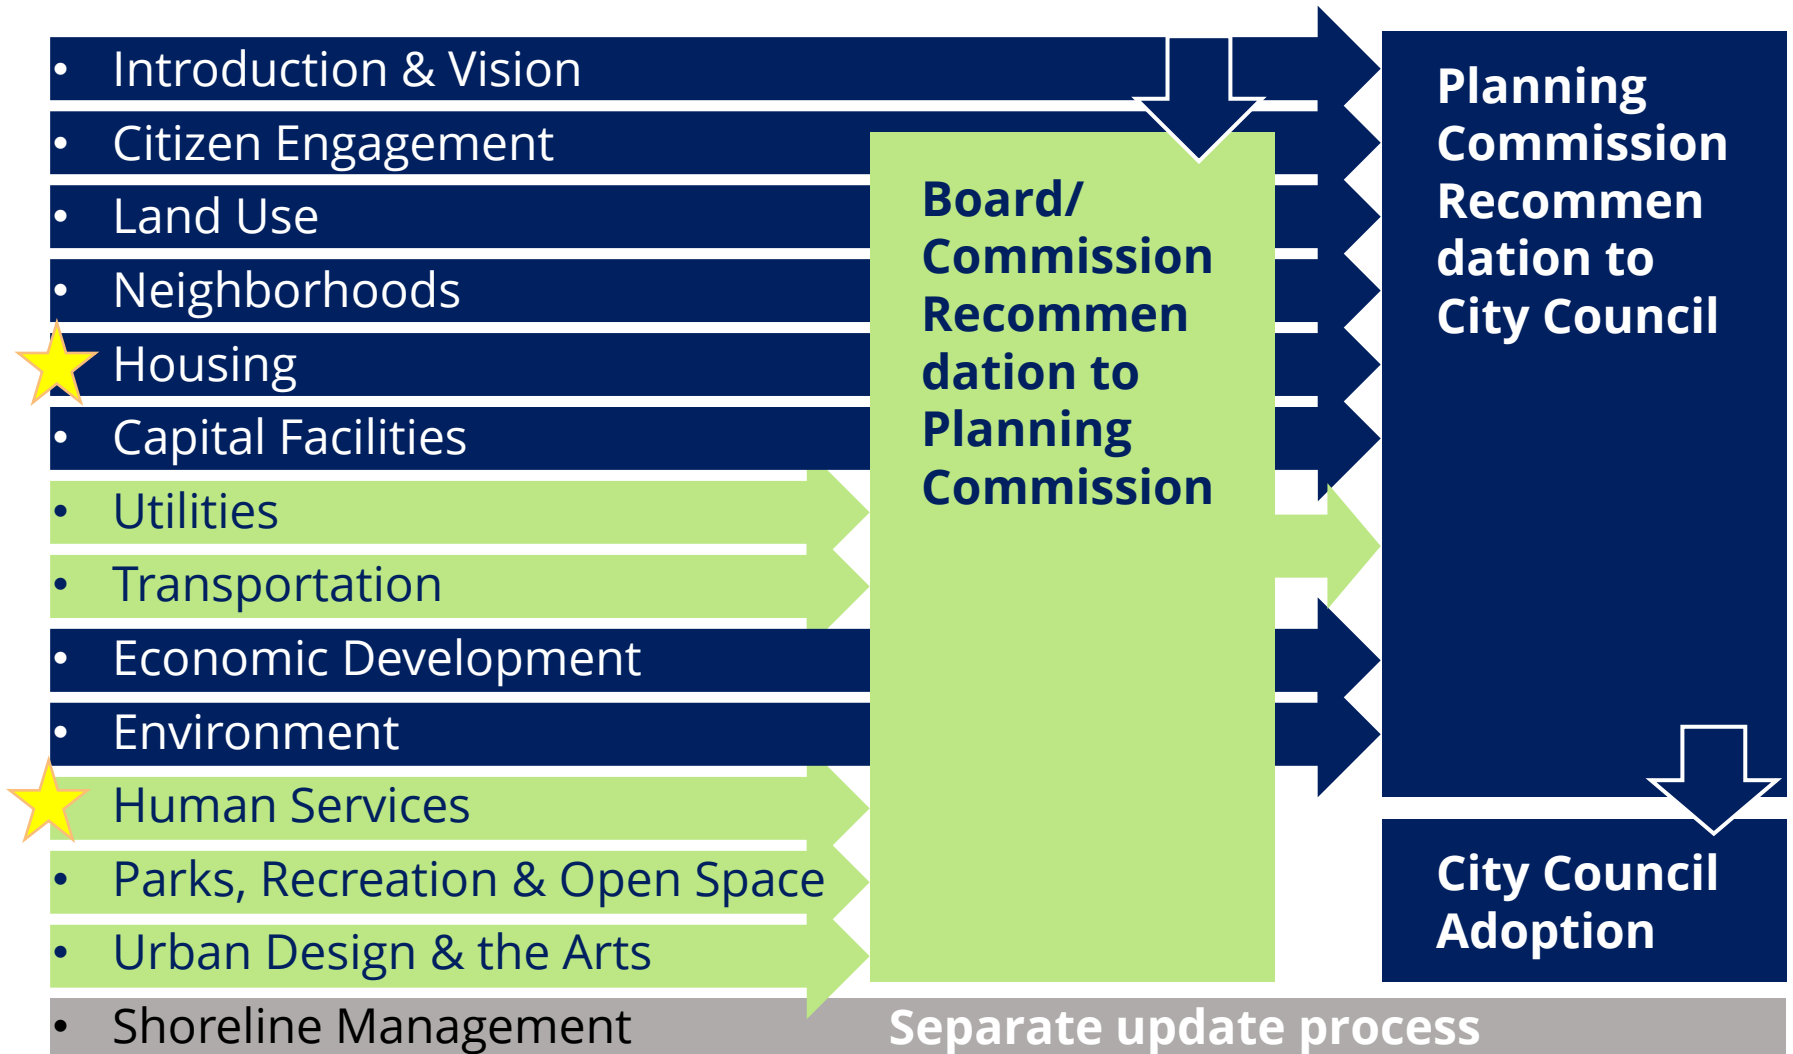 • Introduction & Vision
• Citizen Engagement
• Land Use
• Neighborhoods
Housing
• Capital Facilities
• Utilities
• Transportation
• Economic Development
• Environment
Human Services
• Parks, Recreation & Open Space
• Urban Design & the Arts
• Shoreline Management
Board/
Commission
Recommen
dation to
Planning
Commission
Planning
Commission
Recommen
dation to
City Council
City Council
Adoption
Separate update process